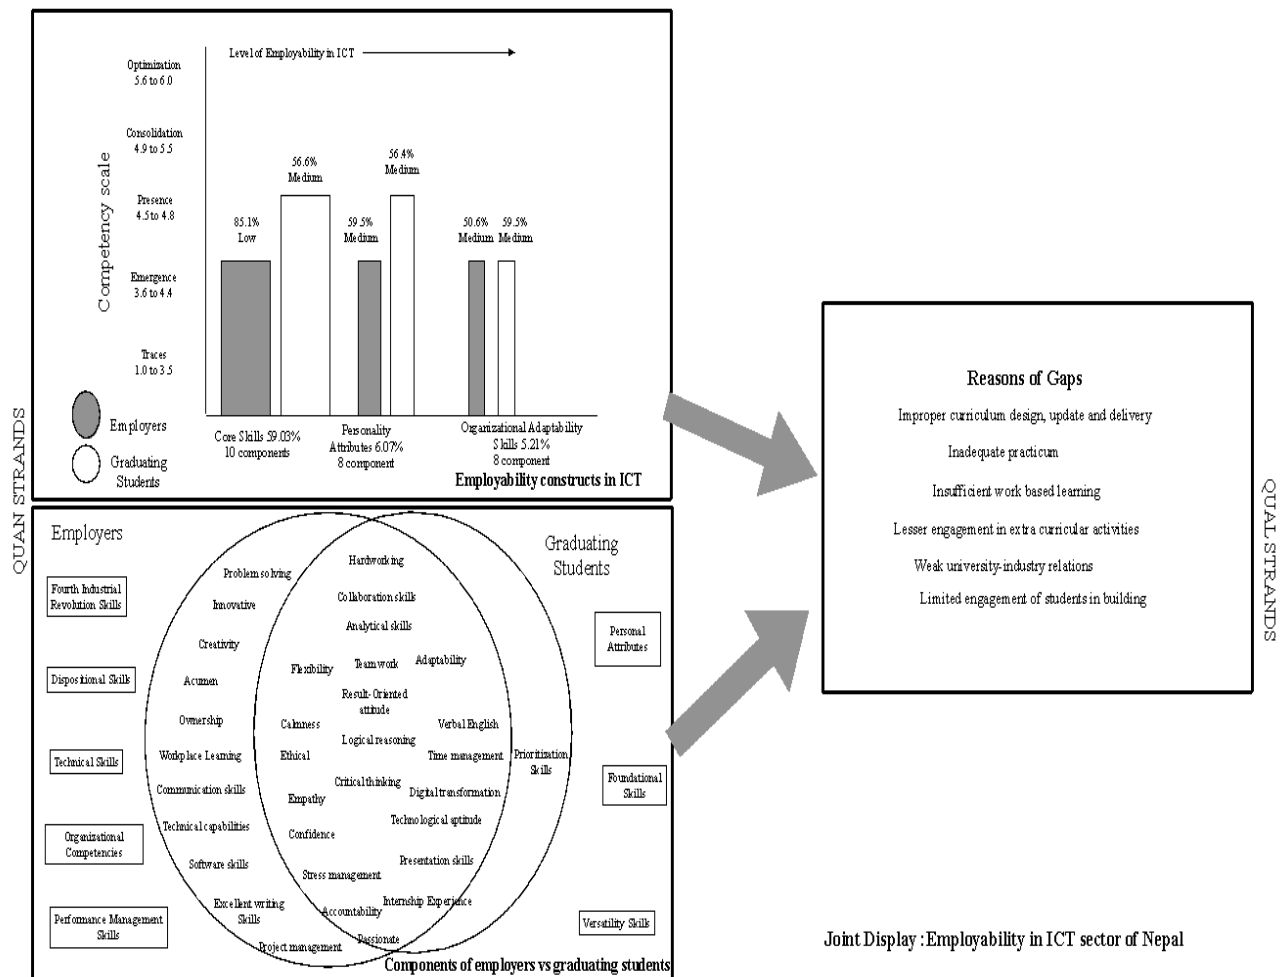 Level of Employability in ICT
Optimization
5.6 to 6.0
Consolidation
4.9 to 5.5
Presence
4.5 to 4.8
Emergence
3.6 to 4.4
Traces
1.0 to 3.5
Competency scale
85.1%
Low
56.6%
Medium
59.5%
Medium
56.4%
Medium
50.6%
Medium
59.5%
Medium
Employers
Graduating
Students
Core Skills 59.03%
10 components
Personality
Attributes 6.07%
8 component
Organizational Adaptability
Skills 5.21%
8 component
Employability constructs in ICT
QUAN STRANDS
Employers
Graduating
Students
Fourth Industrial
Revolution Skills
Dispositional Skills
Technical Skills
Organizational
Competencies
Performance Management
Skills
Problem solving
Innovative
Creativity
Acumen
Ownership
Workplace Learning
Communication skills
Technical capabilities
Software skills
Excellent writing
Skills
Project management
Hardworking
Collaboration skills
Analytical skills
Flexibility
Team work
Adaptability
Result- Oriented
attitude
Calmness
Verbal English
Logical reasoning
Ethical
Time management
Critical thinking
Empathy
Digital transformation
Technological aptitude
Confidence
Presentation skills
Stress management
Internship Experience
Accountability
Passionate
Prioritization
Skills
Personal
Attributes
Foundational
Skills
Versatility Skills
Components of employers vs graduating students
Reasons of Gaps
Improper curriculum design, update and delivery
Inadequate practicum
Insufficient work based learning
Lesser engagement in extra curricular activities
Weak university-industry relations
Limited engagement of students in building
QUAL STRANDS
Joint Display :Employability in ICT sector of Nepal